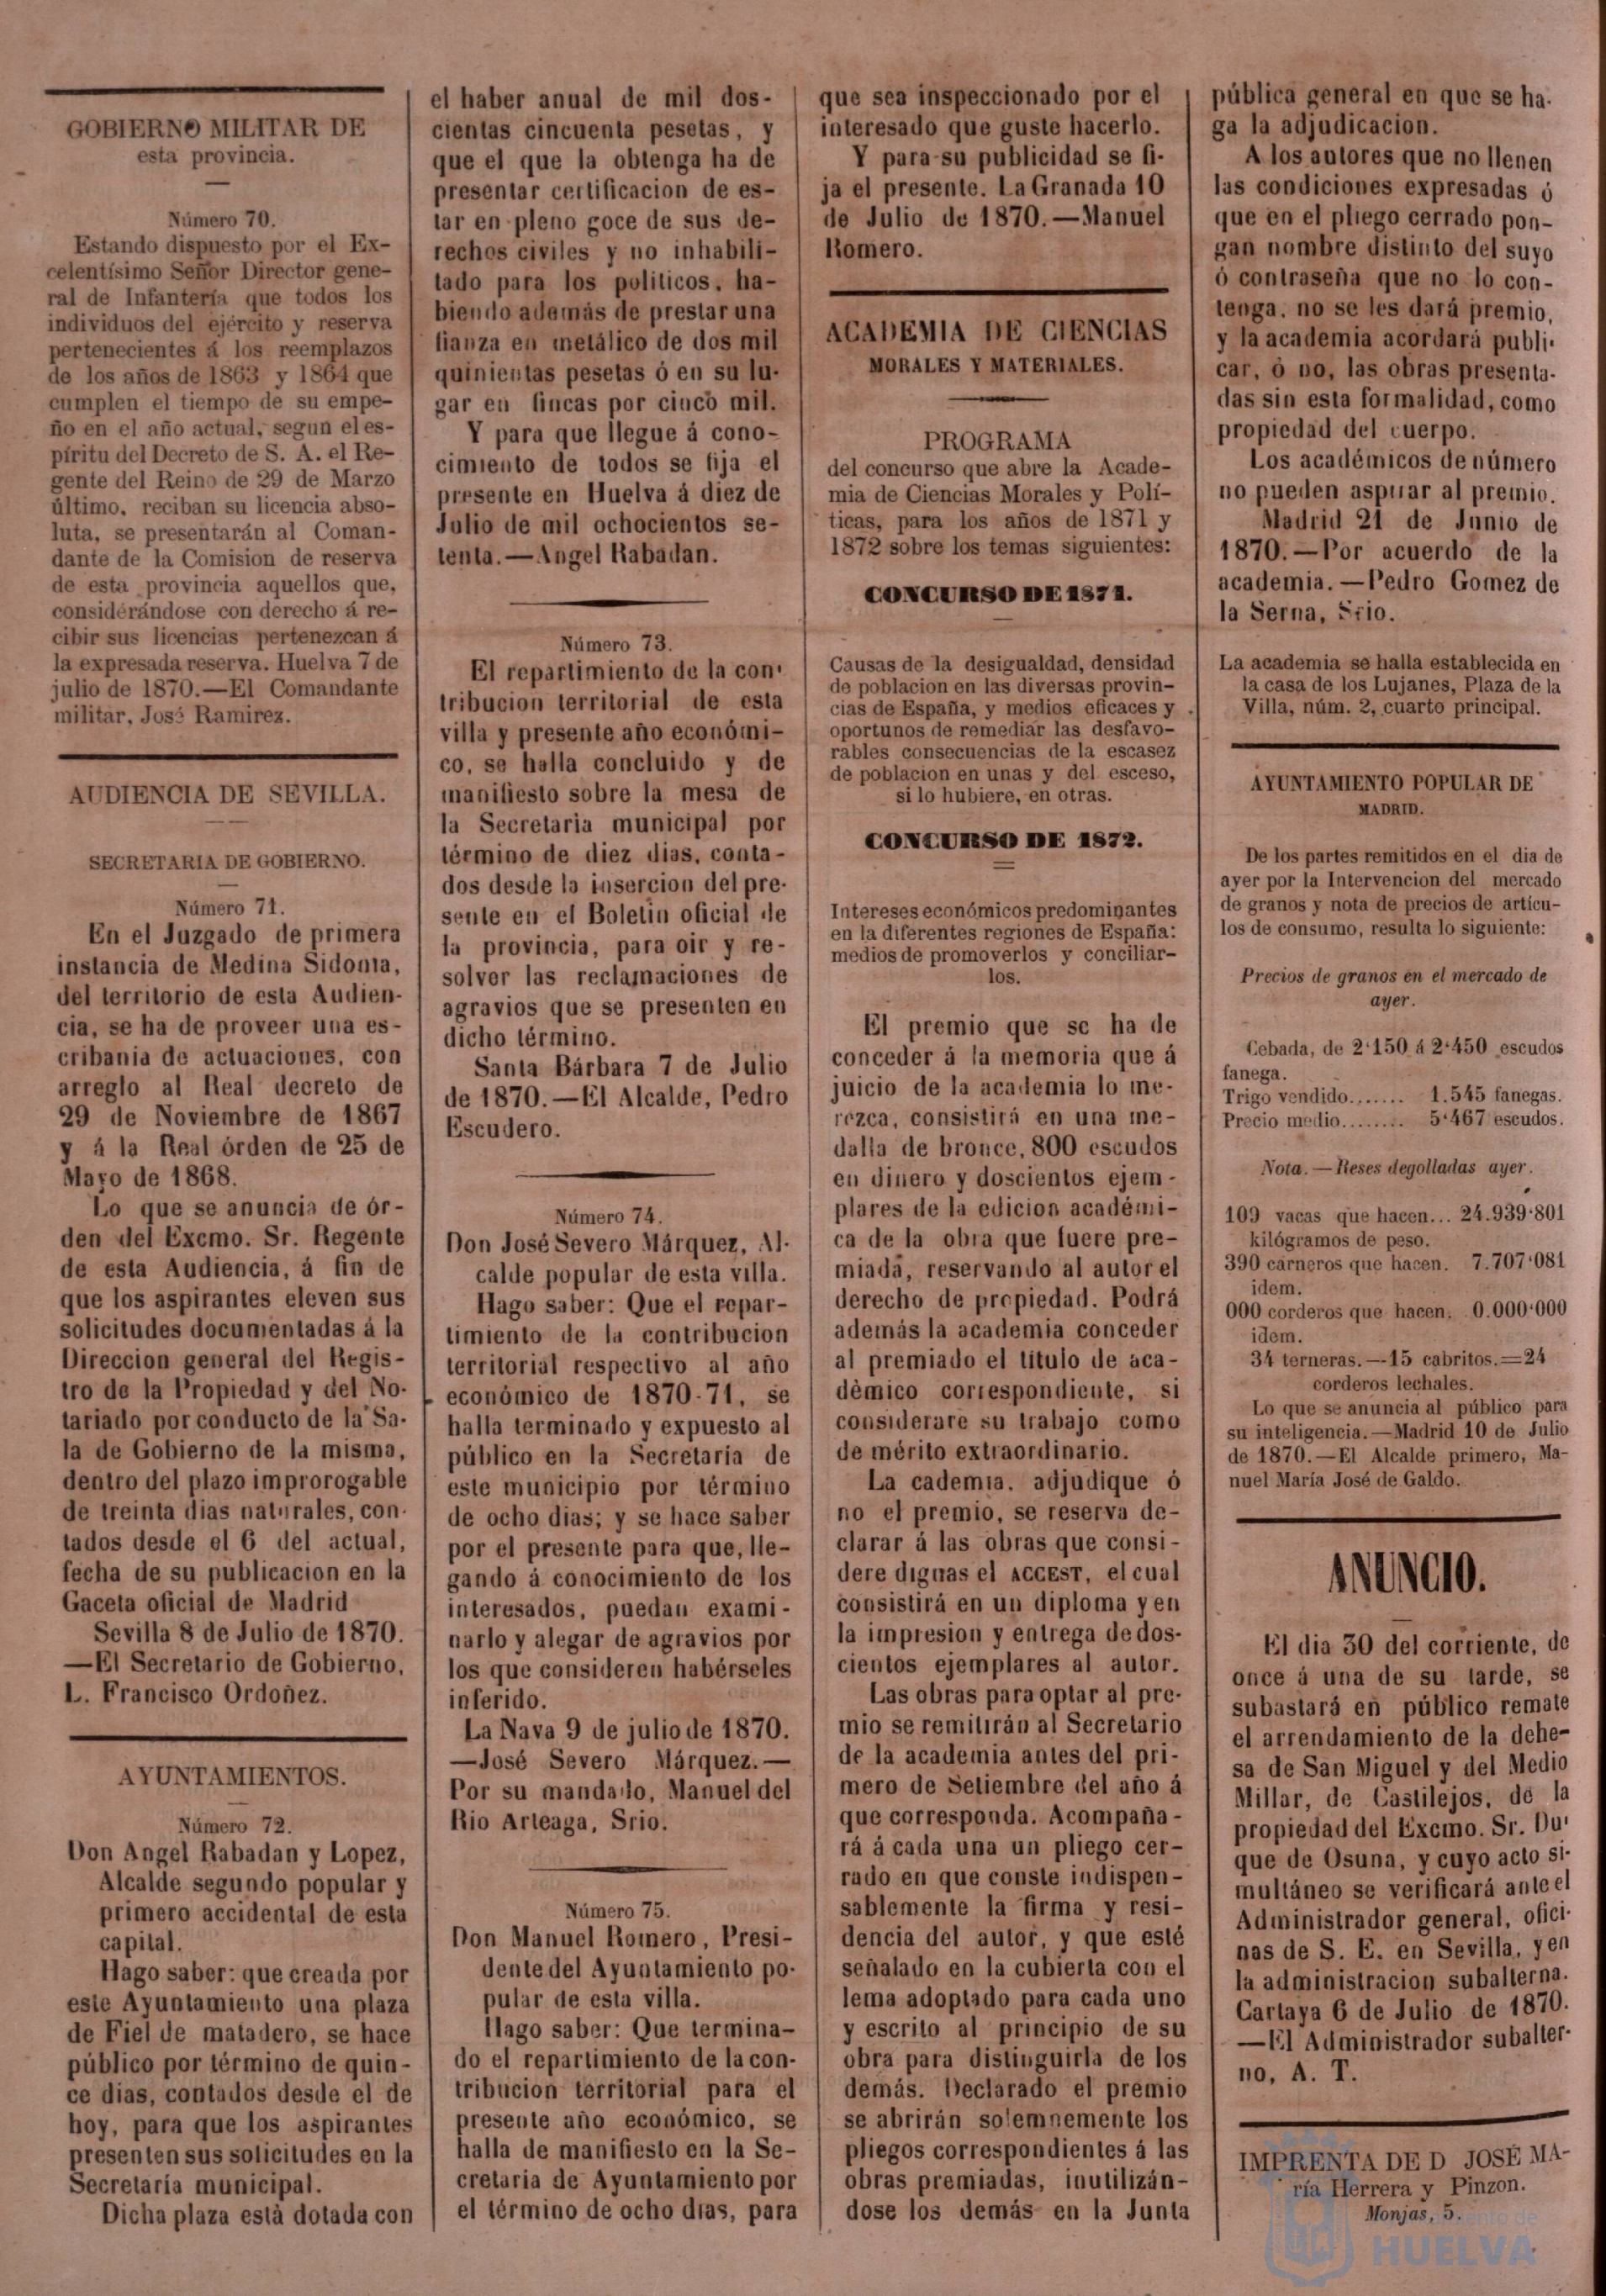 GOBIERNO MILITAR DE
esta provincia.
Número 70.
Estando dispuesto por el Ex-
celentísimo Señor Director gene-
ral de Infantería que todos los
individuos del ejército y reserva
pertenecientes á los reemplazos
de los años de 1863 y 1864 que
cumplen el tiempo de su empe-
ño en el año actual, segun el es-
píritu del Decreto de S. A. el Re-
gente del Reino de 29 de Marzo
último, reciban su licencia abso-
luta, se presentarán al Coman-
dante de la Comision de reserva
de esta provincia aquellos que,
considérándose con derecho á re-
cibir sus licencias pertenezcan á
la expresada reserva. Huelva 7 de
julio de 1870.—El Comandante
militar, José Ramirez.
AUDIENCIA DE SEVILLA.
SECRETARIA DE GOBIERNO.
Número 71.
En el Juzgado de primera
instancia de Medina Sidonia,
del territorio de esta Audien-
cia, se ha de proveer una es-
cribania de actuaciones, con
arreglo al Real decreto de
29 de Noviembre de 1867
y á la Real órden de 25 de
Mayo de 1868.
Lo que se anuncia de ór-
den del Excmo. Sr. Regente
de esta Audiencia, á fin de
que los aspirantes eleven sus
solicitudes documentadas á la
Direccion general del Regis-
tro de la Propiedad y del No-
tariado por conducto de la Sa-
la de Gobierno de la misma,
dentro del plazo improrogable
de treinta dias naturales, con-
tados desde el 6 del actual,
fecha de su publicacion en la
Gaceta oficial de Madrid
Sevilla 8 de Julio de 1870.
—El Secretario de Gobierno,
L. Francisco Ordoñez.
AYUNTAMIENTOS.
Número 72.
Don Angel Rabadan y Lopez,
Alcalde segundo popular y
primero accidental de esta
capital.
Hago saber: que creada por
este Ayuntamiento una plaza
de Fiel de matadero, se hace
público por término de quin-
ce dias, contados desde el de
hoy, para que los aspirantes
presenten sus solicitudes en la
Secretaría municipal.
Dicha plaza está dotada con
el haber anual de mil dos-
cientas cincuenta pesetas, y
que el que la obtenga ha de
presentar certificacion de es-
tar en pleno goce de sus de-
rechos civiles y no inhabili-
tado para los politicos, ha-
biendo además de prestar una
fianza en metálico de dos mil
quinientas pesetas ó en su lu-
gar en fincas por cinco mil.
Y para que llegue á cono-
cimiento de todos se fija el
presente en Huelva á diez de
Julio de mil ochocientos se-
tenta.—Angel Rabadan.
Número 73.
El repartimiento de la con-
tribucion territorial de esta
villa y presente año económi-
co, se halla concluido y de
manifiesto sobre la mesa de
la Secretaria municipal por
término de diez dias, conta-
dos desde la insercion del pre-
sente en el Boletin oficial de
la provincia, para oir y re-
solver las reclamaciones de
agravios que se presenten en
dicho término.
Santa Bárbara 7 de Julio
de 1870.—El Alcalde, Pedro
Escudero.
Número 74.
Don José Severo Márquez, Al-
calde popular de esta villa.
Hago saber: Que el repar-
timiento de la contribucion
territorial respectivo al año
económico de 1870-71, se
halla terminado y expuesto al
público en la Secretaria de
este municipio por término
de ocho dias; y se hace saber
por el presente para que, lle-
gando á conocimiento de los
interesados, puedan exami-
narlo y alegar de agravios por
los que consideren habérseles
inferido.
La Nava 9 de julio de 1870.
—José Severo Márquez.—
Por su mandado, Manuel del
Rio Arteaga, Srio.
Número 75.
Don Manuel Romero, Presi-
dente del Ayuntamiento po-
pular de esta villa.
Hago saber: Que termina-
do el repartimiento de la con-
tribucion territorial para el
presente año económico, se
halla de manifiesto en la Se-
cretaria de Ayuntamiento por
el término de ocho dias, para
que sea inspeccionado por el
interesado que guste hacerlo.
Y para su publicidad se fi-
ja el presente. La Granada 10
de Julio de 1870.—Manuel
Romero.
ACADEMIA DE CIENCIAS
MORALES Y MATERIALES.
PROGRAMA
del concurso que abre la Acade-
mia de Ciencias Morales y Polí-
ticas, para los años de 1871 y
1872 sobre los temas siguientes:
CONCURSO DE 1871.
Causas de la desigualdad, densidad
de poblacion en las diversas provin-
cias de España, y medios eficaces y
oportunos de remediar las desfavo-
rables consecuencias de la escasez
de poblacion en unas y del esceso,
si lo hubiere, en otras.
CONCURSO DE 1872.
Intereses económicos predominantes
en la diferentes regiones de España:
medios de promoverlos y conciliar-
los.
El premio que se ha de
conceder á la memoria que á
juicio de la academia lo me-
rezca, consistirá en una me-
dalla de bronce, 800 escudos
en dinero y doscientos ejem-
plares de la edicion académi-
ca de la obra que fuere pre-
miada, reservando al autor el
derecho de propiedad. Podrá
además la academia conceder
al premiado el título de aca-
démico correspondiente, si
considerare su trabajo como
de mérito extraordinario.
La cademia, adjudique ó
no el premio, se reserva de-
clarar á las obras que consi-
dere dignas el ACCEST, el cual
consistirá en un diploma y en
la impresion y entrega de dos-
cientos ejemplares al autor.
Las obras para optar al pre-
mio se remitirán al Secretario
de la academia antes del pri-
mero de Setiembre del año á
que corresponda. Acompaña-
rá á cada una un pliego cer-
rado en que conste indispen-
sablemente la firma y resi-
dencia del autor, y que esté
señalado en la cubierta con el
lema adoptado para cada uno
y escrito al principio de su
obra para distinguirla de los
demás. Declarado el premio
se abrirán solemnemente los
pliegos correspondientes á las
obras premiadas, inutilizán-
dose los demás en la Junta
pública general en que se ha-
ga la adjudicacion.
A los autores que no llenen
las condiciones expresadas ó
que en el pliego cerrado pon-
gan nombre distinto del suyo
ó contraseña que no lo con-
tenga, no se les dará premio,
y la academia acordará publi-
car, ó no, las obras presenta-
das sin esta formalidad, como
propiedad del cuerpo.
Los académicos de número
no pueden aspirar al premio.
Madrid 21 de Junio de
1870.—Por acuerdo de la
academia.—Pedro Gomez de
la Serna, Srio.
La academia se halla establecida en
la casa de los Lujanes, Plaza de la
Villa, núm. 2, cuarto principal.
AYUNTAMIENTO POPULAR DE
MADRID.
De los partes remitidos en el dia de
ayer por la Intervencion del mercado
de granos y nota de precios de artícu-
los de consumo, resulta lo siguiente:
Precios de granos en el mercado de
ayer.
Cebada, de 2'150 á 2'450 escudos
fanega.
Trigo vendido....... 1.545 fanegas.
Precio medio........ 5'467 escudos.
Nota.—Reses degolladas ayer.
109 vacas que hacen... 24.939'801
kilógramos de peso.
390 carneros que hacen. 7.707'081
idem.
000 corderos que hacen. 0.000'000
idem.
34 terneras.—15 cabritos.=24
corderos lechales.
Lo que se anuncia al público para
su inteligencia.—Madrid 10 de Julio
de 1870.—El Alcalde primero, Ma-
nuel María José de Galdo.
ANUNCIO.
El dia 30 del corriente, de
once á una de su tarde, se
subastará en público remate
el arrendamiento de la dehe-
sa de San Miguel y del Medio
Millar, de Castilejos, de la
propiedad del Excmo. Sr. Du-
que de Osuna, y cuyo acto si-
multáneo se verificará ante el
Administrador general, ofici-
nas de S. E. en Sevilla, y en
la administracion subalterna.
Cartaya 6 de Julio de 1870.
—El Administrador subalter-
no, A. T.
IMPRENTA DE D JOSÉ MA-
ría Herrera y Pinzon.
Monjas, 5.
HUELVA